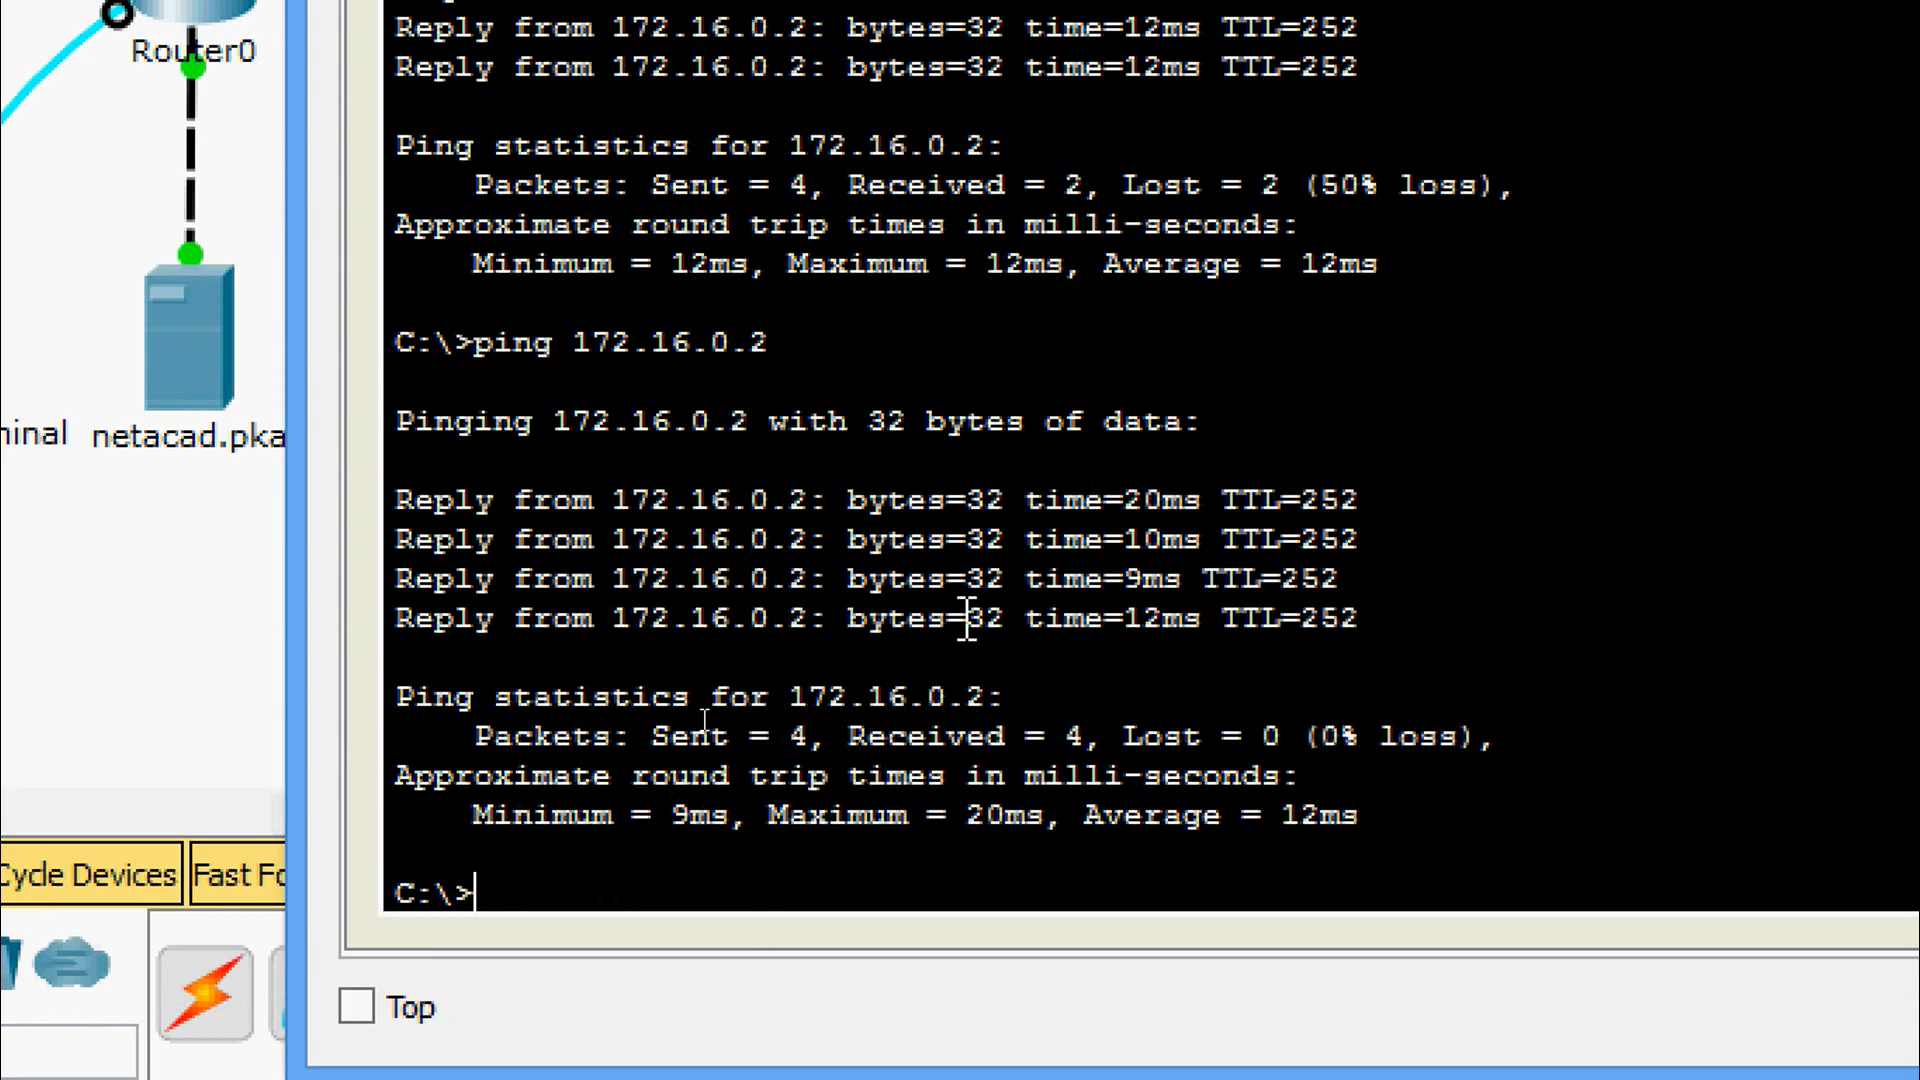 Router0
Reply from 172.16.0.2: bytes=32 time=12ms TTL=252
Reply from 172.16.0.2: bytes=32 time=12ms TTL=252
Ping statistics for 172.16.0.2:
Packets: Sent = 4, Received = 2, Lost = 2 (50% loss),
Approximate round trip times in milli-seconds:
Minimum = 12ms, Maximum = 12ms, Average = 12ms
C:\>ping 172.16.0.2
Pinging 172.16.0.2 with 32 bytes of data:
minal
netacad.pka
Reply from 172.16.0.2: bytes=32 time=20ms TTL=252
Reply from 172.16.0.2: bytes=32 time=10ms TTL=252
Reply from 172.16.0.2: bytes=32 time=9ms TTL=252
Reply from 172.16.0.2: bytes=32 time=12ms TTL=252
Ping statistics for 172.16.0.2:
Packets: Sent = 4, Received = 4, Lost = 0 (0% loss),
Approximate round trip times in milli-seconds:
Minimum = 9ms, Maximum = 20ms, Average = 12ms
C:\>
Cycle Devices
Fast Fo
Top